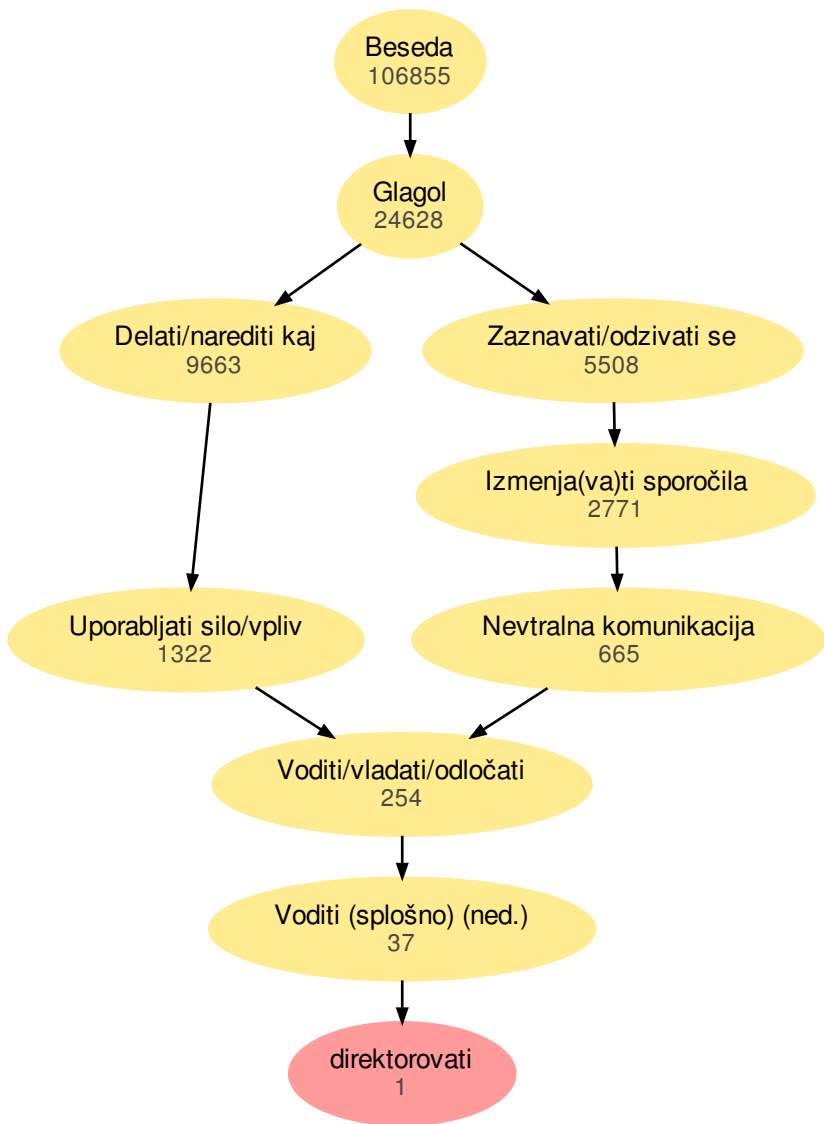 Beseda
106855
Glagol
24628
Delati/narediti kaj
9663
Zaznavati/odzivati se
5508
Izmenja(va)ti sporočila
2771
Uporabljati silo/vpliv
1322
Nevtralna komunikacija
665
Voditi/vladati/odločati
254
Voditi (splošno) (ned.)
37
direktorovati
1